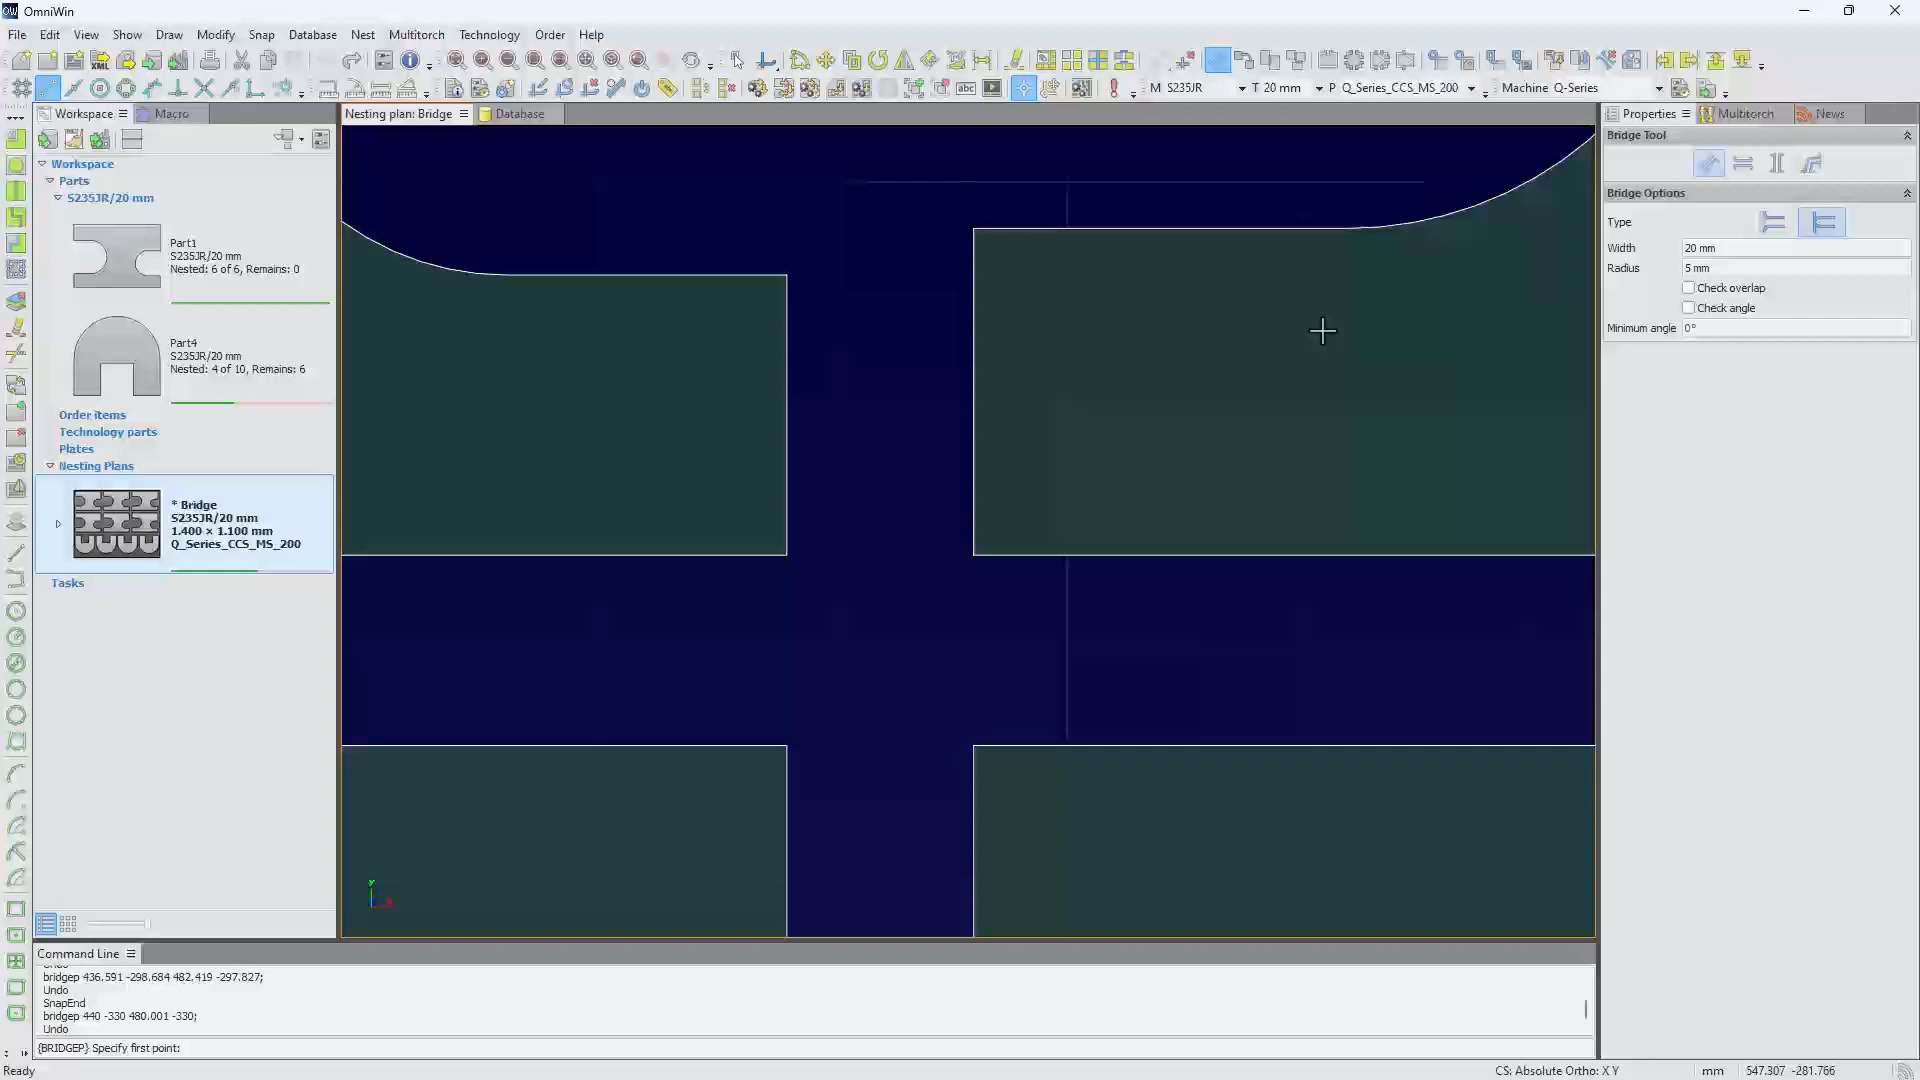 OW OmniWin
File Edit View Show Draw Modify Snap Database Nest Multitorch Technology Order Help
XML
abc M S235JR T 20 mm P Q_Series_CCS_MS_200 Machine Q-Series
Workspace Macro
Nesting plan: Bridge Database
Properties Multitorch News
Bridge Tool
Bridge Options
Type
Width 20 mm
Radius 5 mm
Check overlap
Check angle
Minimum angle 0°
Workspace
Parts
S235JR/20 mm
Part1
S235JR/20 mm
Nested: 6 of 6, Remains: 0
Part4
S235JR/20 mm
Nested: 4 of 10, Remains: 6
Order items
Technology parts
Plates
Nesting Plans
* Bridge
S235JR/20 mm
1.400 × 1.100 mm
Q_Series_CCS_MS_200
Tasks
Command Line
bridgep 436.591 -298.684 482.419 -297.827;
Undo
SnapEnd
bridgep 440 -330 480.001 -330;
Undo
{BRIDGEP} Specify first point:
Ready
CS: Absolute Ortho: X Y mm 547.307 -281.766